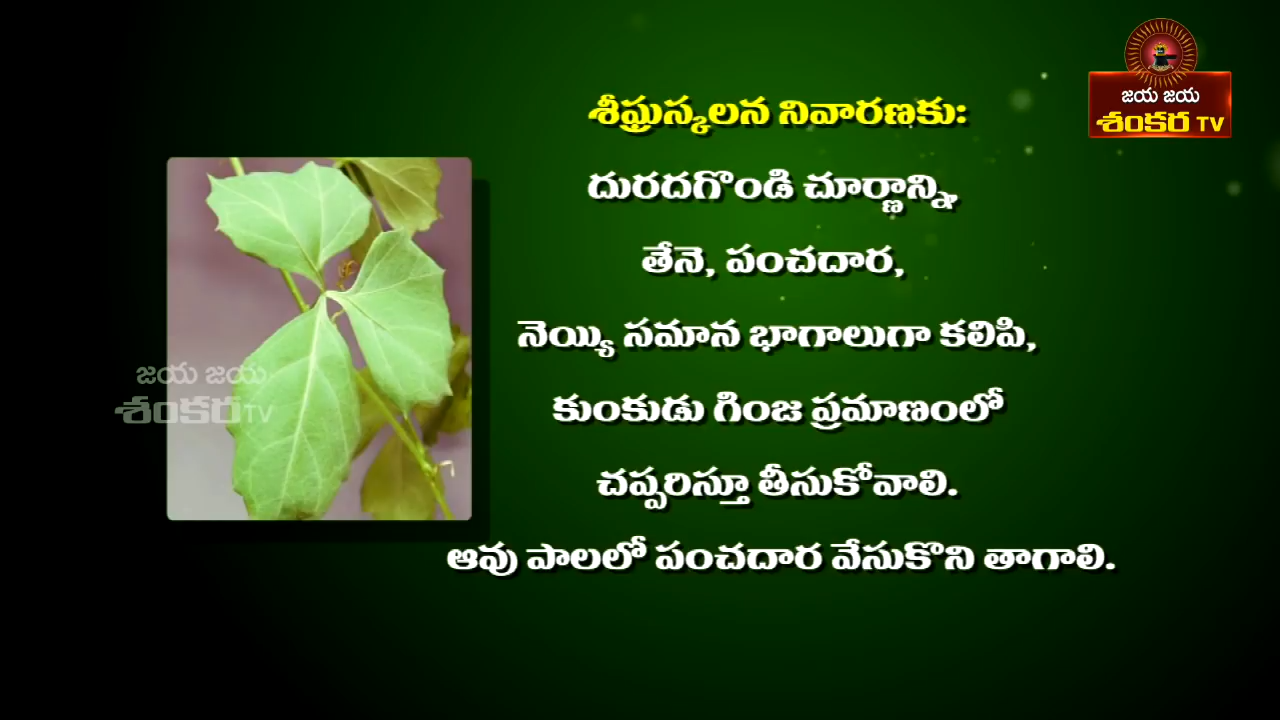 జయ జయ
శంకర TV
శీఘ్రస్కలన నివారణకు:
దురదగొండి చూర్ణాన్ని,
తేనె, పంచదార,
నెయ్యి సమాన భాగాలుగా కలిపి,
కుంకుడు గింజ ప్రమాణంలో
చప్పరిస్తూ తీసుకోవాలి.
ఆవు పాలలో పంచదార వేసుకొని తాగాలి.
జయ జయ
శంకర TV